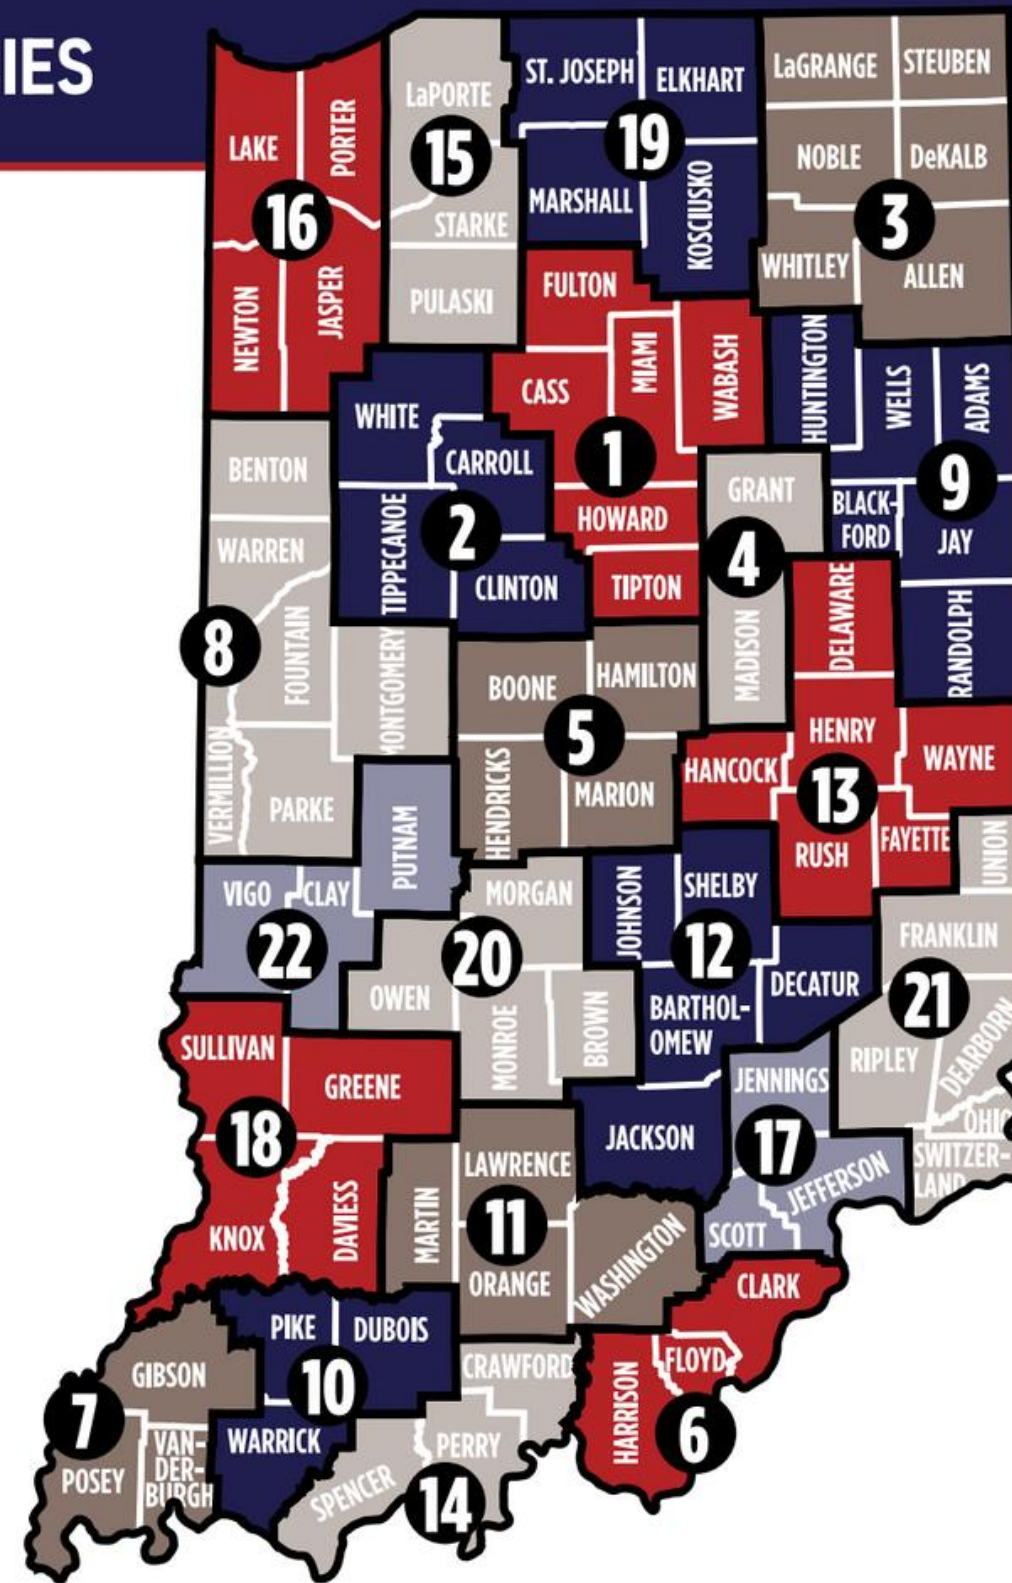 IES
LAKE
PORTER
16
NEWTON
JASPER
LaPORTE
15
STARKE
PULASKI
ST. JOSEPH
ELKHART
19
MARSHALL
KOSCIUSKO
LaGRANGE
STEUBEN
NOBLE
DeKALB
3
WHITLEY
ALLEN
FULTON
MIAMI
WABASH
CASS
1
HOWARD
TIPTON
HUNTINGTON
WELLS
ADAMS
9
BLACK-
FORD
JAY
RANDOLPH
WHITE
CARROLL
TIPPECANOE
2
CLINTON
GRANT
4
MADISON
BENTON
WARREN
8
FOUNTAIN
MONTGOMERY
VERMILLION
PARKE
BOONE
HAMILTON
5
HENDRICKS
MARION
DELAWARE
HENRY
WAYNE
HANCOCK
13
RUSH
FAYETTE
UNION
PUTNAM
VIGO
CLAY
22
MORGAN
20
OWEN
MONROE
BROWN
JOHNSON
SHELBY
12
BARTHOL-
OMEW
DECATUR
JACKSON
FRANKLIN
21
RIPLEY
DEARBORN
OHIO
SWITZER-
LAND
SULLIVAN
GREENE
18
KNOX
DAVIESS
JENNINGS
17
JEFFERSON
SCOTT
LAWRENCE
MARTIN
11
ORANGE
WASHINGTON
CLARK
FLOYD
HARRISON
6
PIKE
DUBOIS
10
WARRICK
GIBSON
7
POSEY
VAN-
DER-
BURGH
CRAWFORD
PERRY
SPENCER
14